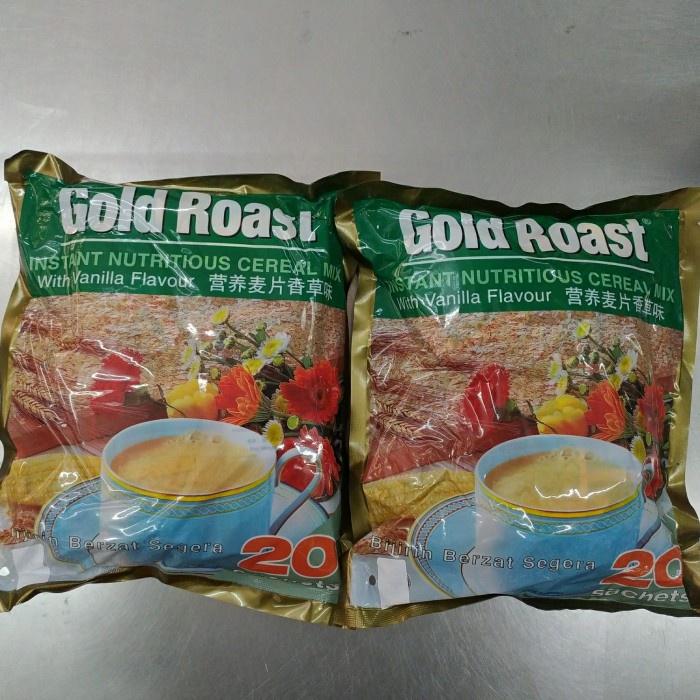 Gold Roast
INSTANT NUTRITIOUS CEREAL MIX
With Vanilla Flavour 营养麦片香草味
Bijirin Berzat Segera
20
sachets
Gold Roast®
INSTANT NUTRITIOUS CEREAL MIX
With Vanilla Flavour 营养麦片香草味
Bijirin Berzat Segera
20
sachets